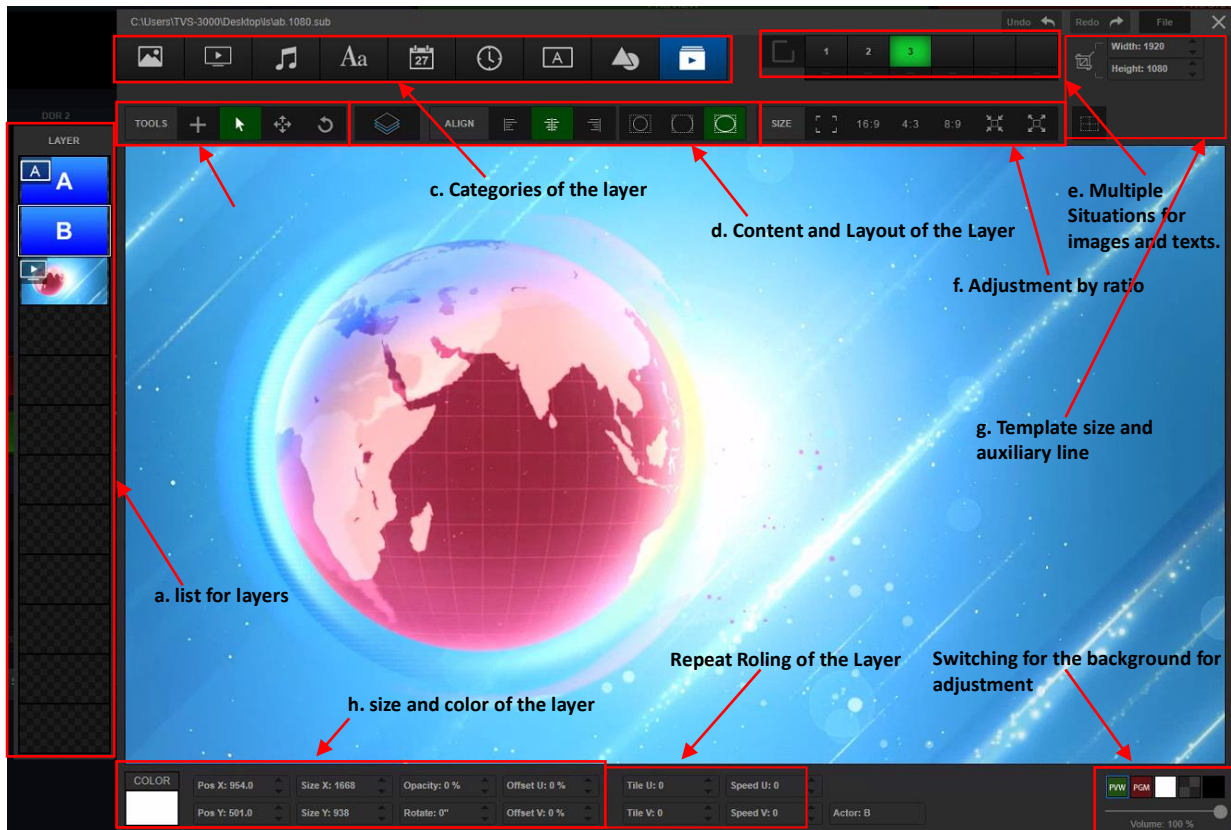 C:\Users\TVS-3000\Desktop\ls\ab.1080.sub
Undo
Redo
File
Aa
27
A
1
2
3
Width: 1920
Height: 1080
DDR 2
TOOLS
ALIGN
SIZE
16:9
4:3
8:9
LAYER
A
A
B
c. Categories of the layer
d. Content and Layout of the Layer
e. Multiple
Situations for
images and texts.
f. Adjustment by ratio
g. Template size and
auxiliary line
a. list for layers
Repeat Roling of the Layer
Switching for the background for
adjustment
h. size and color of the layer
COLOR
Pos X: 954.0
Size X: 1668
Opacity: 0 %
Offset U: 0 %
Tile U: 0
Speed U: 0
Pos Y: 501.0
Size Y: 938
Rotate: 0"
Offset V: 0 %
Tile V: 0
Speed V: 0
Actor: B
PVW
PGM
Volume: 100 %